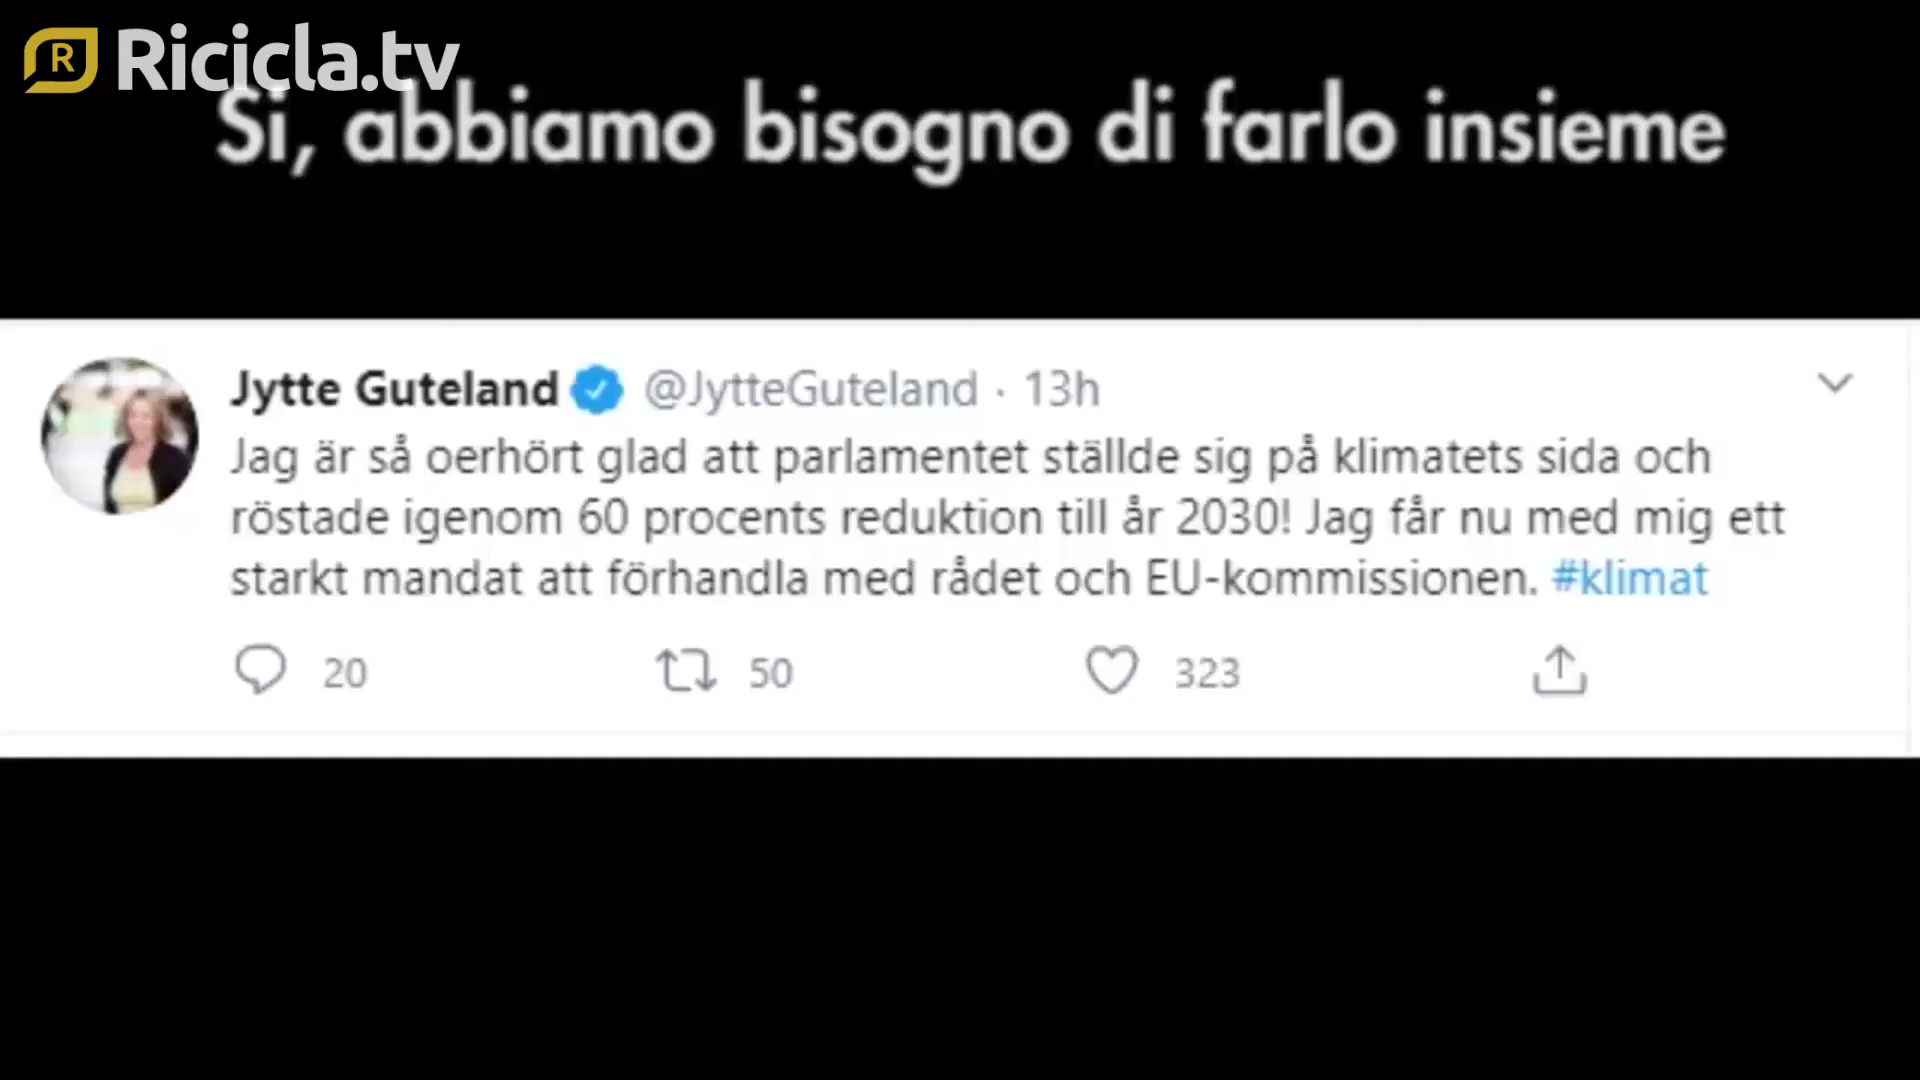 R Ricicla.tv
Si, abbiamo bisogno di farlo insieme
Jytte Guteland @JytteGuteland · 13h
Jag är så oerhört glad att parlamentet ställde sig på klimatets sida och
röstade igenom 60 procents reduktion till år 2030! Jag får nu med mig ett
starkt mandat att förhandla med rådet och EU-kommissionen. #klimat
20 50 323